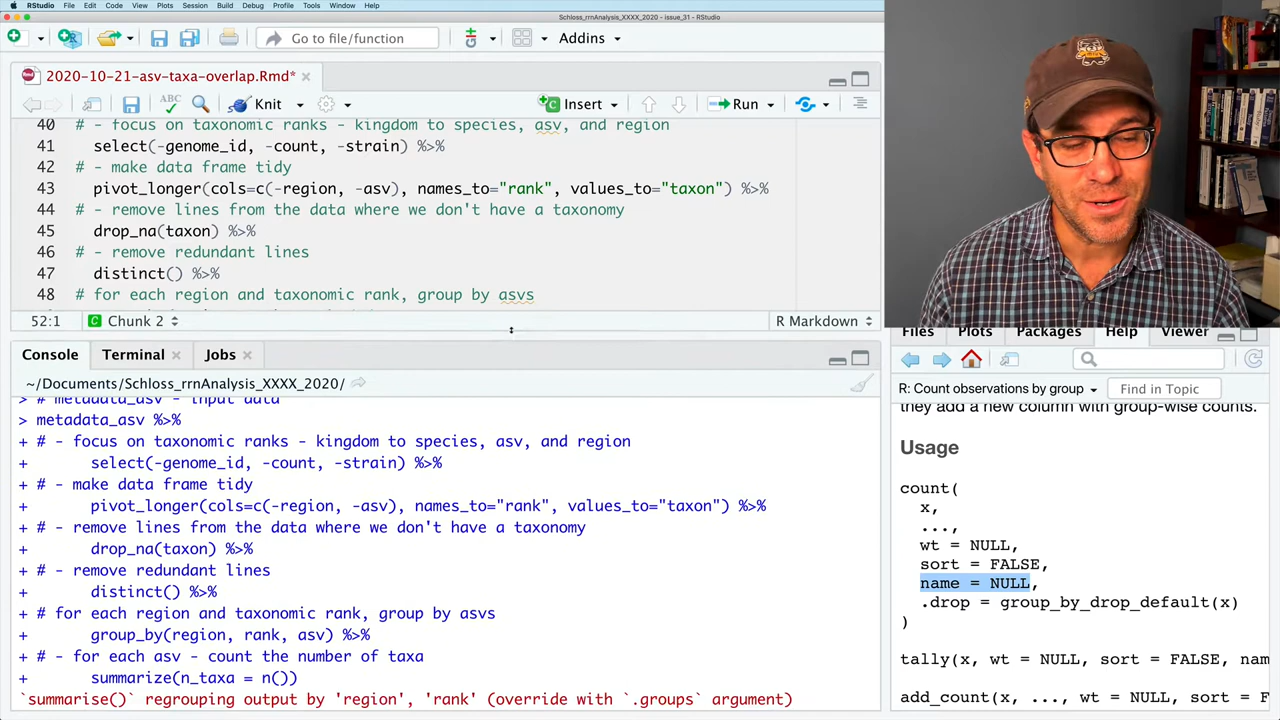 RStudio File Edit Code View Plots Session Build Debug Profile Tools Window Help
Schloss_rrnAnalysis_XXXX_2020 - issue_31 - RStudio
Go to file/function Addins
2020-10-21-asv-taxa-overlap.Rmd*
ABC Knit Insert Run
40 # - focus on taxonomic ranks - kingdom to species, asv, and region
41 select(-genome_id, -count, -strain) %>%
42 # - make data frame tidy
43 pivot_longer(cols=c(-region, -asv), names_to="rank", values_to="taxon") %>%
44 # - remove lines from the data where we don't have a taxonomy
45 drop_na(taxon) %>%
46 # - remove redundant lines
47 distinct() %>%
48 # for each region and taxonomic rank, group by asvs
52:1 Chunk 2 R Markdown
Console Terminal Jobs
~/Documents/Schloss_rrnAnalysis_XXXX_2020/
> # metadata_asv - input data
> metadata_asv %>%
+ # - focus on taxonomic ranks - kingdom to species, asv, and region
+ select(-genome_id, -count, -strain) %>%
+ # - make data frame tidy
+ pivot_longer(cols=c(-region, -asv), names_to="rank", values_to="taxon") %>%
+ # - remove lines from the data where we don't have a taxonomy
+ drop_na(taxon) %>%
+ # - remove redundant lines
+ distinct() %>%
+ # for each region and taxonomic rank, group by asvs
+ group_by(region, rank, asv) %>%
+ # - for each asv - count the number of taxa
+ summarize(n_taxa = n())
`summarise()` regrouping output by 'region', 'rank' (override with `.groups` argument)
Files Plots Packages Help Viewer
R: Count observations by group Find in Topic
they add a new column with group-wise counts.
Usage
count(
x,
...,
wt = NULL,
sort = FALSE,
name = NULL,
.drop = group_by_drop_default(x)
)
tally(x, wt = NULL, sort = FALSE, nam
add_count(x, ..., wt = NULL, sort = F